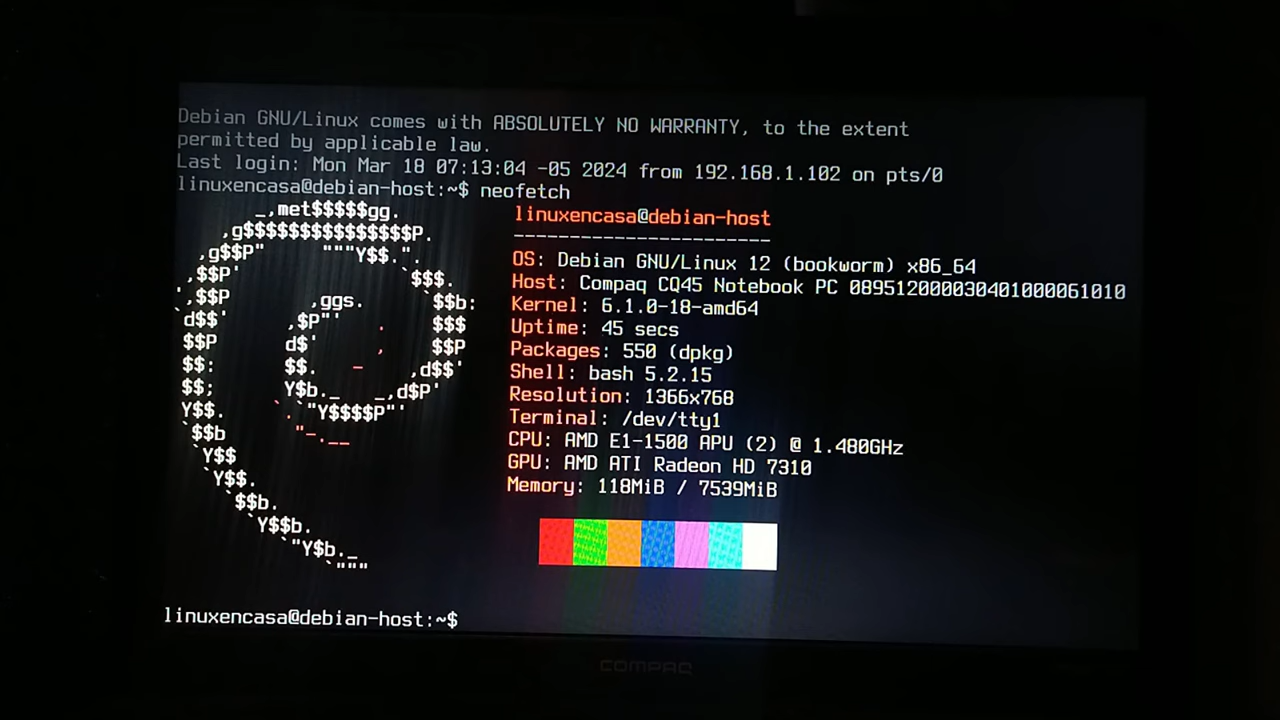 Debian GNU/Linux comes with ABSOLUTELY NO WARRANTY, to the extent
permitted by applicable law.
Last login: Mon Mar 18 07:13:04 -05 2024 from 192.168.1.102 on pts/0
linuxencasa@debian-host:~$ neofetch
_,met$$$$$gg.
,g$$$$$$$$$$$$$$$P.
,g$$P" """Y$$.".
,$$P' `$$$.
',$$P ,ggs. `$$b:
`d$$' ,$P"' . $$$
$$P d$' , $$P
$$: $$. - ,d$$'
$$; Y$b._ _,d$P'
Y$$. `.`"Y$$$$P"'
`$$b "-.__
`Y$$
`Y$$.
`$$b.
`Y$$b.
`"Y$b._
`"""
linuxencasa@debian-host
-----------------------
OS: Debian GNU/Linux 12 (bookworm) x86_64
Host: Compaq CQ45 Notebook PC 089512000030401000061010
Kernel: 6.1.0-18-amd64
Uptime: 45 secs
Packages: 550 (dpkg)
Shell: bash 5.2.15
Resolution: 1366x768
Terminal: /dev/tty1
CPU: AMD E1-1500 APU (2) @ 1.480GHz
GPU: AMD ATI Radeon HD 7310
Memory: 118MiB / 7539MiB
linuxencasa@debian-host:~$
COMPAQ